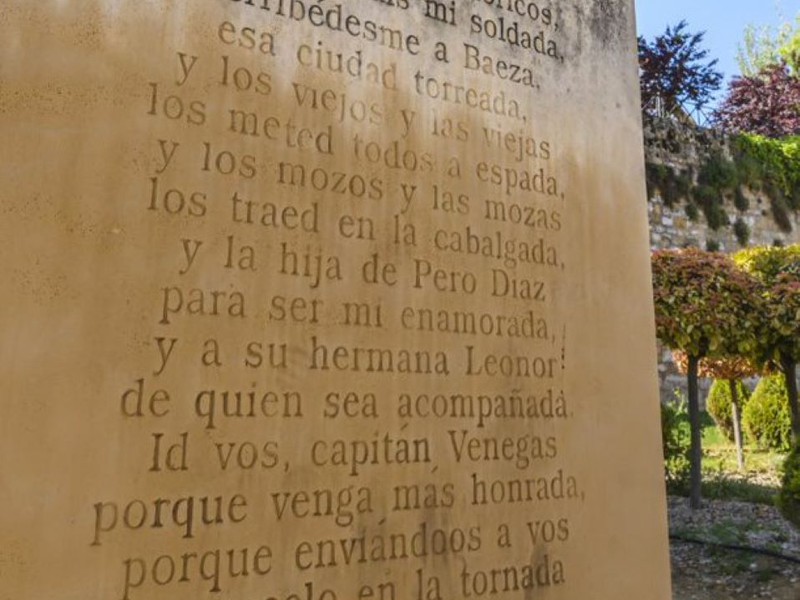 mi soldada,
a Baeza,
esa ciudad torreada,
y los viejos y las viejas
los meted todos a espada,
y los mozos y las mozas
los traed en la cabalgada,
y la hija de Pero Díaz
para ser mi enamorada,
y a su hermana Leonor
de quien sea acompañada.
Id vos, capitán Venegas
porque venga más honrada,
porque enviándoos a vos
en la tornada